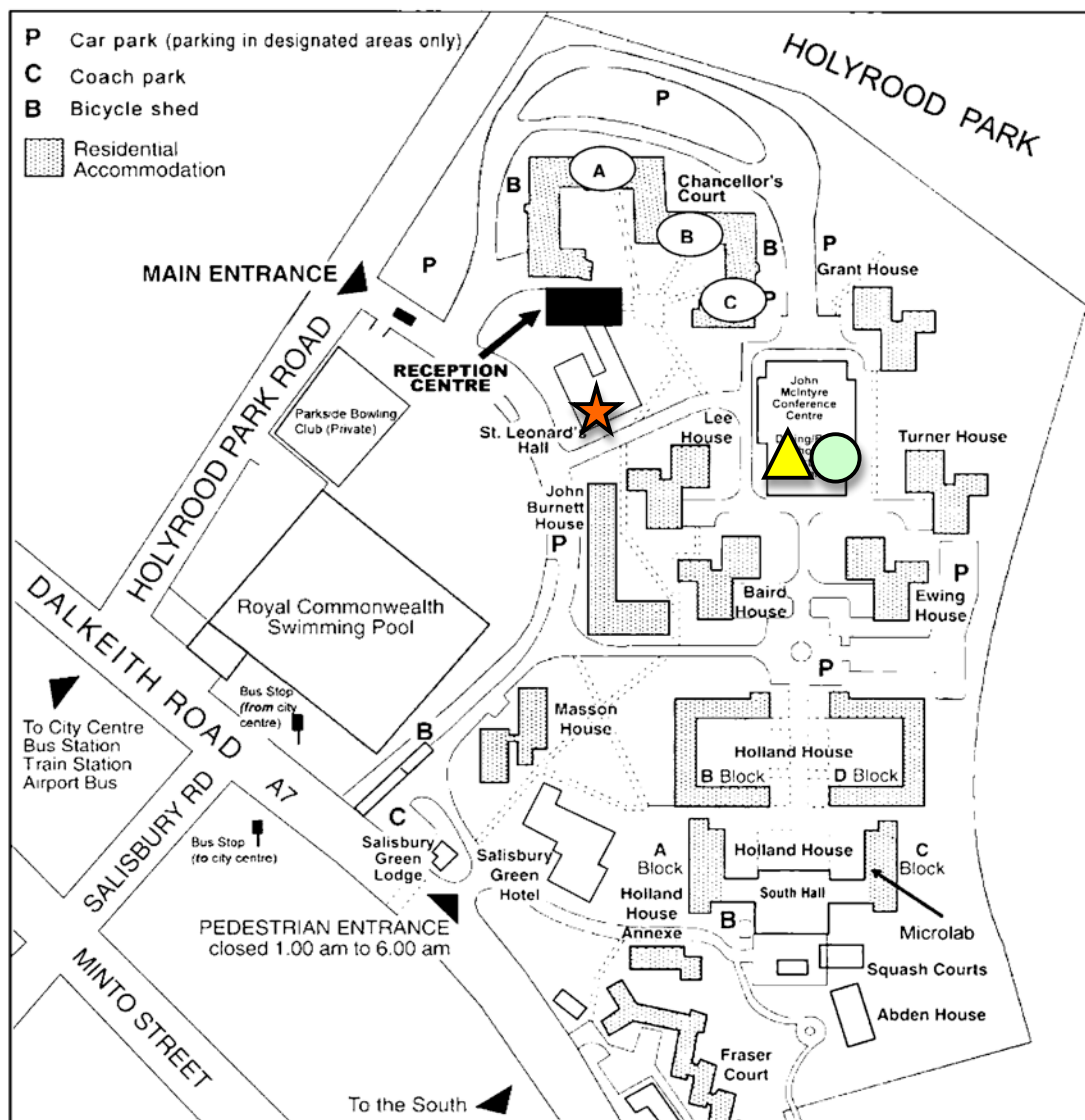 P Car park (parking in designated areas only)
C Coach park
B Bicycle shed
Residential
Accommodation
HOLYROOD PARK
P
A
B
Chancellor's
Court
B
B
P
P
Grant House
C
P
MAIN ENTRANCE
RECEPTION
CENTRE
HOLYROOD PARK ROAD
Parkside Bowling
Club (Private)
St. Leonard's
Hall
John
McIntyre
Conference
Centre
Lee
House
Turner House
John
Burnett
House
P
P
Baird
House
Ewing
House
Royal Commonwealth
Swimming Pool
DALKEITH ROAD
A7
Bus Stop
(from city
centre)
To City Centre
Bus Station
Train Station
Airport Bus
SALISBURY RD
Bus Stop
(to city centre)
B
Masson
House
P
Holland House
B Block
D Block
C
Salisbury
Green
Lodge
Salisbury
Green
Hotel
A
Block
Holland House
C
Block
South Hall
Holland
House
Annexe
B
Microlab
PEDESTRIAN ENTRANCE
closed 1.00 am to 6.00 am
Squash Courts
Abden House
MINTO STREET
Fraser
Court
To the South